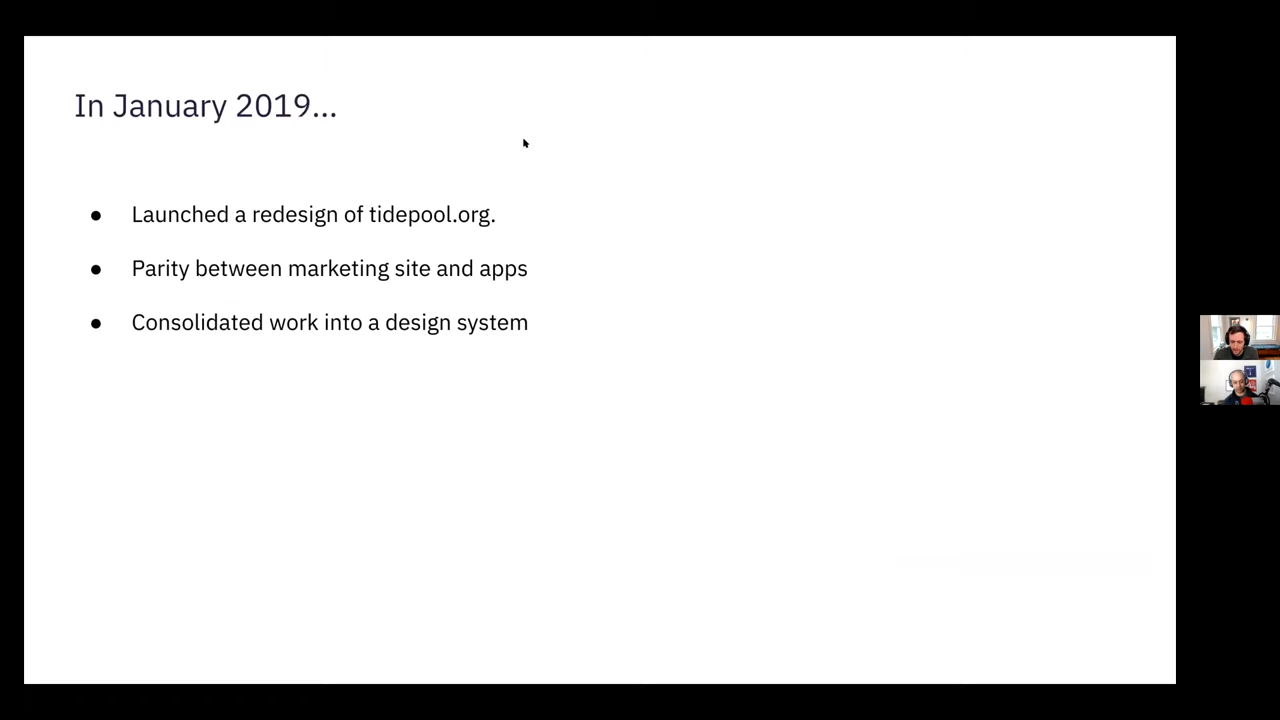 In January 2019...
● Launched a redesign of tidepool.org.
● Parity between marketing site and apps
● Consolidated work into a design system